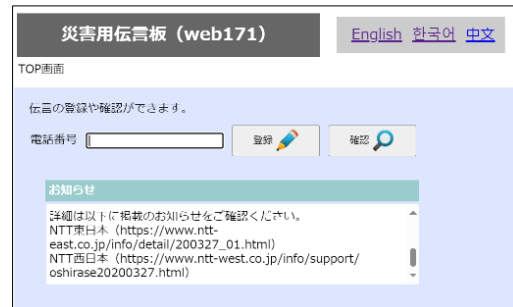 災害用伝言板（web171）
English 한국어 中文
TOP画面
伝言の登録や確認ができます。
電話番号
登録
確認
お知らせ
詳細は以下に掲載のお知らせをご確認ください。
NTT東日本（https://www.ntt-
east.co.jp/info/detail/200327_01.html）
NTT西日本（https://www.ntt-west.co.jp/info/support/
oshirase20200327.html）